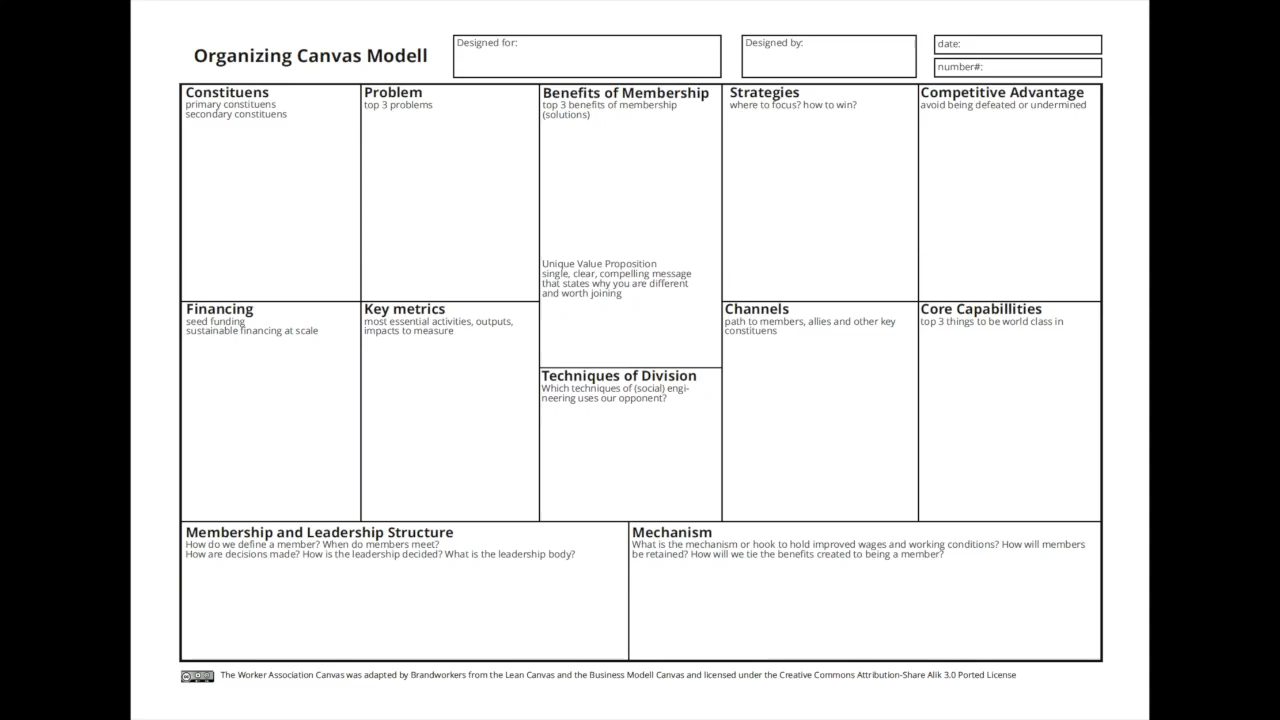 Organizing Canvas Modell
Designed for:
Designed by:
date:
number#:
Constituens
primary constituens
secondary constituens
Problem
top 3 problems
Benefits of Membership
top 3 benefits of membership
(solutions)
Unique Value Proposition
single, clear, compelling message
that states why you are different
and worth joining
Strategies
where to focus? how to win?
Competitive Advantage
avoid being defeated or undermined
Financing
seed funding
sustainable financing at scale
Key metrics
most essential activities, outputs,
impacts to measure
Techniques of Division
Which techniques of (social) engi-
neering uses our opponent?
Channels
path to members, allies and other key
constituens
Core Capabillities
top 3 things to be world class in
Membership and Leadership Structure
How do we define a member? When do members meet?
How are decisions made? How is the leadership decided? What is the leadership body?
Mechanism
What is the mechanism or hook to hold improved wages and working conditions? How will members
be retained? How will we tie the benefits created to being a member?
The Worker Association Canvas was adapted by Brandworkers from the Lean Canvas and the Business Modell Canvas and licensed under the Creative Commons Attribution-Share Alik 3.0 Ported License